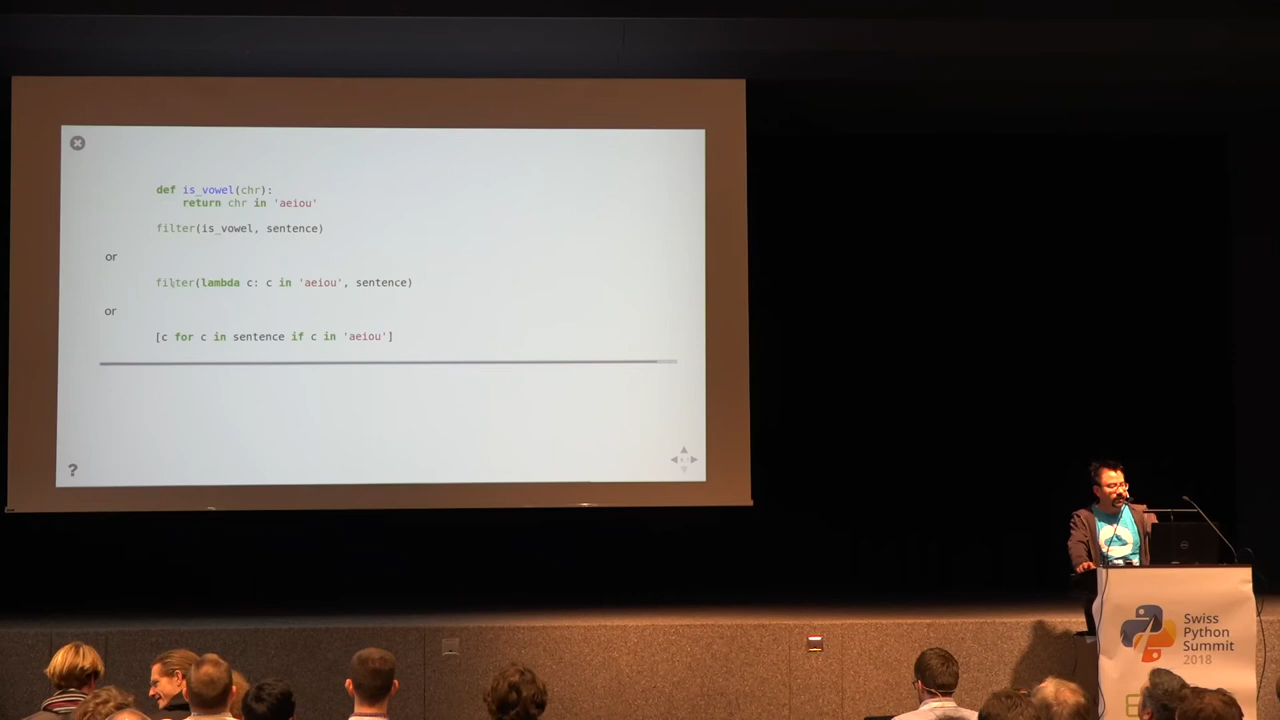 def is_vowel(chr):
return chr in 'aeiou'
filter(is_vowel, sentence)
or
filter(lambda c: c in 'aeiou', sentence)
or
[c for c in sentence if c in 'aeiou']
?
Swiss
Python
Summit
2018